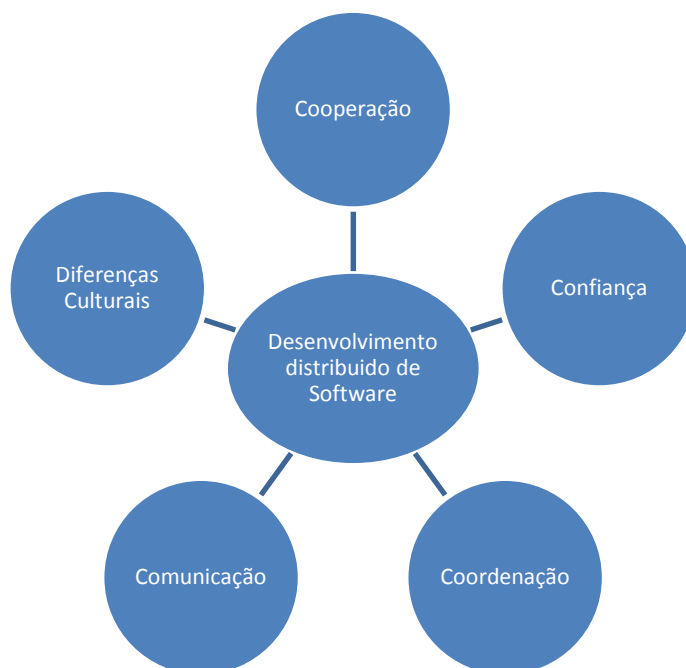 Cooperação
Diferenças
Culturais
Confiança
Desenvolvimento
distribuido de
Software
Comunicação
Coordenação